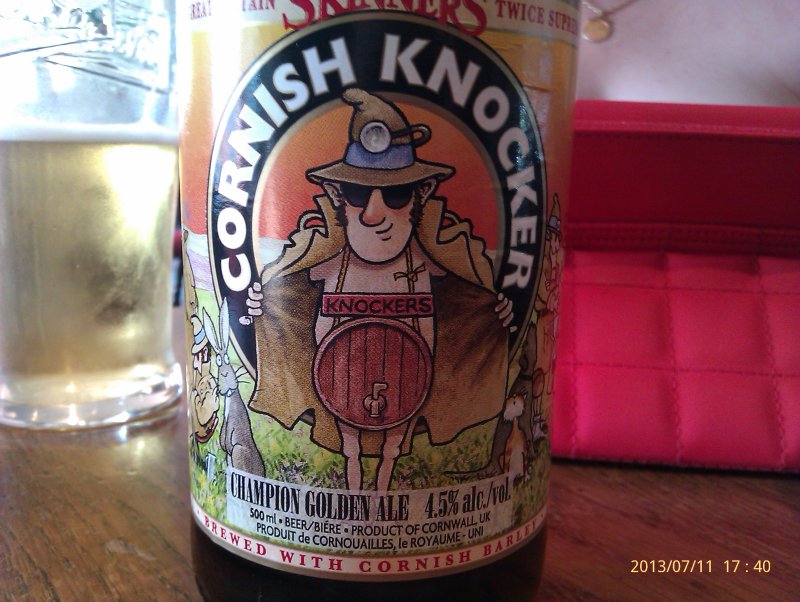 SKINNERS
TWICE SUPRE
CORNISH KNOCKER
KNOCKERS
CHAMPION GOLDEN ALE 4.5% alc./vol.
500 ml • BEER/BIÈRE • PRODUCT OF CORNWALL, UK
PRODUIT de CORNOUAILLES, le ROYAUME - UNI
BREWED WITH CORNISH BARLEY
2013/07/11 17:40